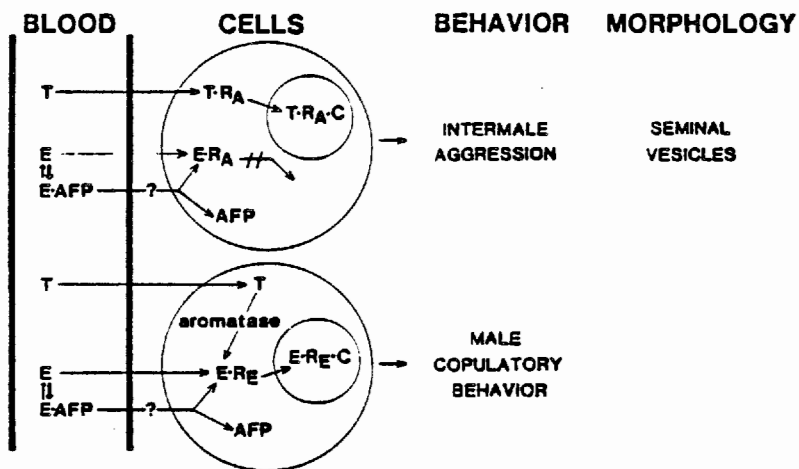 BLOOD CELLS BEHAVIOR MORPHOLOGY
T T·RA T·RA·C
E E·RA INTERMALE AGGRESSION SEMINAL VESICLES
E·AFP ? AFP
T T
aromatase
E E·RE E·RE·C MALE COPULATORY BEHAVIOR
E·AFP ? AFP